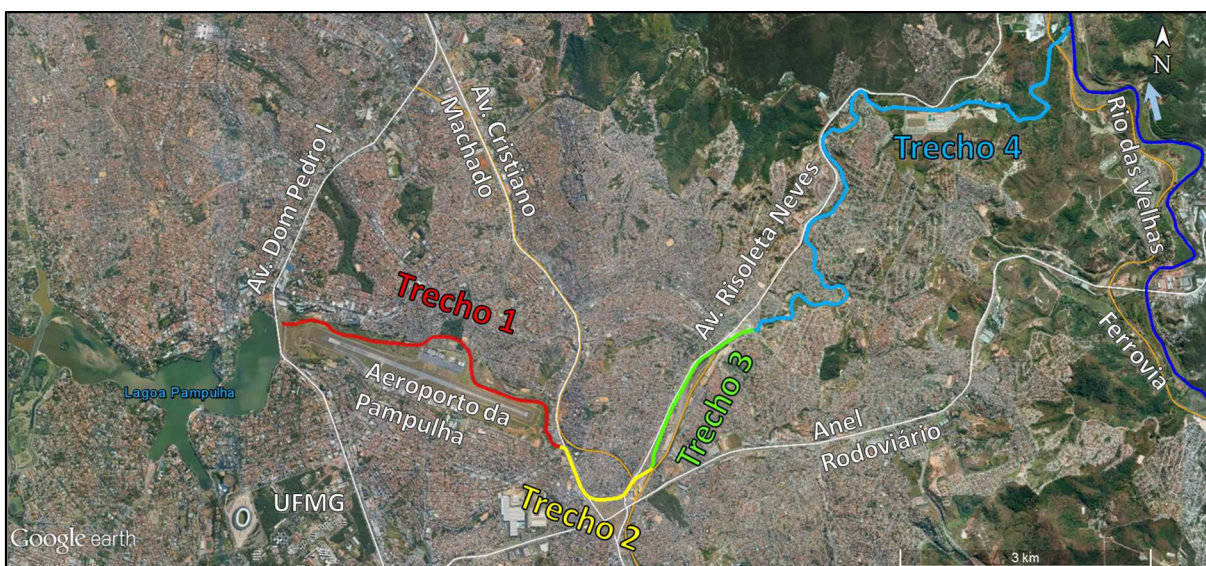 N
Av. Cristiano
Machado
Av. Dom Pedro I
Rio das Velhas
Trecho 4
Av. Risoleta Neves
Trecho 1
Lagoa Pampulha
Aeroporto da
Pampulha
Ferrovia
Trecho 3
Anel
Rodoviário
UFMG
Trecho 2
Google earth
3 km